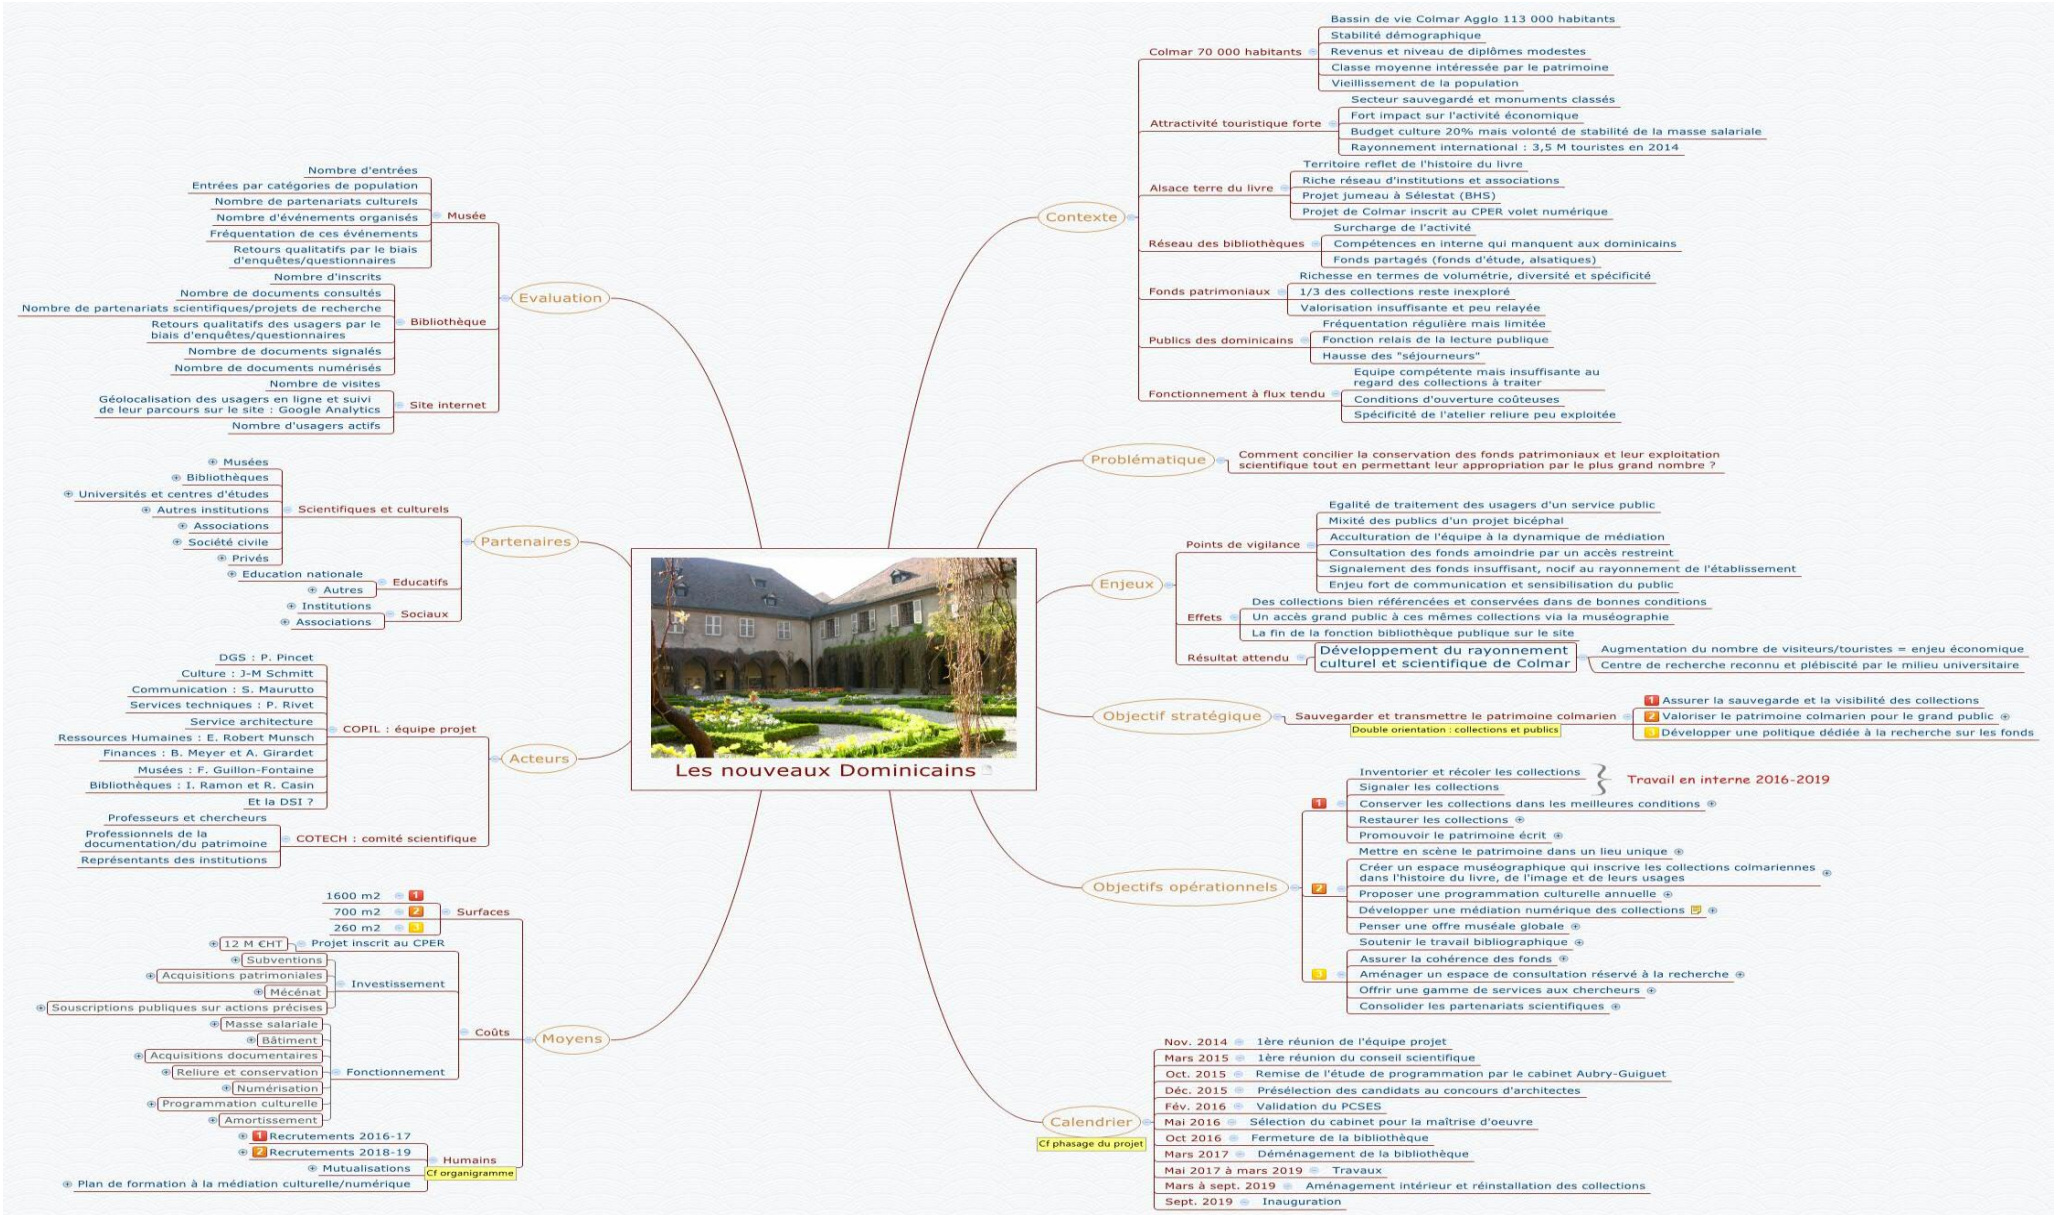 Les nouveaux Dominicains
Contexte
Colmar 70 000 habitants
Bassin de vie Colmar Agglo 113 000 habitants
Stabilité démographique
Revenus et niveau de diplômes modestes
Classe moyenne intéressée par le patrimoine
Vieillissement de la population
Attractivité touristique forte
Secteur sauvegardé et monuments classés
Fort impact sur l'activité économique
Budget culture 20% mais volonté de stabilité de la masse salariale
Rayonnement international : 3,5 M touristes en 2014
Alsace terre du livre
Territoire reflet de l'histoire du livre
Riche réseau d'institutions et associations
Projet jumeau à Sélestat (BHS)
Projet de Colmar inscrit au CPER volet numérique
Réseau des bibliothèques
Surcharge de l'activité
Compétences en interne qui manquent aux dominicains
Fonds partagés (fonds d'étude, alsatiques)
Fonds patrimoniaux
Richesse en termes de volumétrie, diversité et spécificité
1/3 des collections reste inexploré
Valorisation insuffisante et peu relayée
Publics des dominicains
Fréquentation régulière mais limitée
Fonction relais de la lecture publique
Hausse des "séjourneurs"
Fonctionnement à flux tendu
Equipe compétente mais insuffisante au
regard des collections à traiter
Conditions d'ouverture coûteuses
Spécificité de l'atelier reliure peu exploitée
Problématique
Comment concilier la conservation des fonds patrimoniaux et leur exploitation
scientifique tout en permettant leur appropriation par le plus grand nombre ?
Enjeux
Points de vigilance
Egalité de traitement des usagers d'un service public
Mixité des publics d'un projet bicéphal
Acculturation de l'équipe à la dynamique de médiation
Consultation des fonds amoindrie par un accès restreint
Signalement des fonds insuffisant, nocif au rayonnement de l'établissement
Enjeu fort de communication et sensibilisation du public
Effets
Des collections bien référencées et conservées dans de bonnes conditions
Un accès grand public à ces mêmes collections via la muséographie
La fin de la fonction bibliothèque publique sur le site
Résultat attendu
Développement du rayonnement
culturel et scientifique de Colmar
Augmentation du nombre de visiteurs/touristes = enjeu économique
Centre de recherche reconnu et plébiscité par le milieu universitaire
Objectif stratégique
Sauvegarder et transmettre le patrimoine colmarien
Double orientation : collections et publics
1 Assurer la sauvegarde et la visibilité des collections
2 Valoriser le patrimoine colmarien pour le grand public
3 Développer une politique dédiée à la recherche sur les fonds
Objectifs opérationnels
1
Inventorier et récoler les collections
Signaler les collections
Travail en interne 2016-2019
Conserver les collections dans les meilleures conditions
Restaurer les collections
Promouvoir le patrimoine écrit
2
Mettre en scène le patrimoine dans un lieu unique
Créer un espace muséographique qui inscrive les collections colmariennes
dans l'histoire du livre, de l'image et de leurs usages
Proposer une programmation culturelle annuelle
Développer une médiation numérique des collections
Penser une offre muséale globale
3
Soutenir le travail bibliographique
Assurer la cohérence des fonds
Aménager un espace de consultation réservé à la recherche
Offrir une gamme de services aux chercheurs
Consolider les partenariats scientifiques
Calendrier
Cf phasage du projet
Nov. 2014 1ère réunion de l'équipe projet
Mars 2015 1ère réunion du conseil scientifique
Oct. 2015 Remise de l'étude de programmation par le cabinet Aubry-Guiguet
Déc. 2015 Présélection des candidats au concours d'architectes
Fév. 2016 Validation du PCSES
Mai 2016 Sélection du cabinet pour la maîtrise d'oeuvre
Oct 2016 Fermeture de la bibliothèque
Mars 2017 Déménagement de la bibliothèque
Mai 2017 à mars 2019 Travaux
Mars à sept. 2019 Aménagement intérieur et réinstallation des collections
Sept. 2019 Inauguration
Evaluation
Musée
Nombre d'entrées
Entrées par catégories de population
Nombre de partenariats culturels
Nombre d'événements organisés
Fréquentation de ces événements
Retours qualitatifs par le biais
d'enquêtes/questionnaires
Bibliothèque
Nombre d'inscrits
Nombre de documents consultés
Nombre de partenariats scientifiques/projets de recherche
Retours qualitatifs des usagers par le
biais d'enquêtes/questionnaires
Nombre de documents signalés
Nombre de documents numérisés
Site internet
Nombre de visites
Géolocalisation des usagers en ligne et suivi
de leur parcours sur le site : Google Analytics
Nombre d'usagers actifs
Partenaires
Scientifiques et culturels
Musées
Bibliothèques
Universités et centres d'études
Autres institutions
Associations
Société civile
Privés
Educatifs
Education nationale
Autres
Sociaux
Institutions
Associations
Acteurs
COPIL : équipe projet
DGS : P. Pincet
Culture : J-M Schmitt
Communication : S. Maurutto
Services techniques : P. Rivet
Service architecture
Ressources Humaines : E. Robert Munsch
Finances : B. Meyer et A. Girardet
Musées : F. Guillon-Fontaine
Bibliothèques : I. Ramon et R. Casin
Et la DSI ?
COTECH : comité scientifique
Professeurs et chercheurs
Professionnels de la
documentation/du patrimoine
Représentants des institutions
Moyens
Surfaces
1600 m2 1
700 m2 2
260 m2 3
Coûts
Projet inscrit au CPER
12 M €HT
Investissement
Subventions
Acquisitions patrimoniales
Mécénat
Souscriptions publiques sur actions précises
Fonctionnement
Masse salariale
Bâtiment
Acquisitions documentaires
Reliure et conservation
Numérisation
Programmation culturelle
Amortissement
Humains
Cf organigramme
1 Recrutements 2016-17
2 Recrutements 2018-19
Mutualisations
Plan de formation à la médiation culturelle/numérique